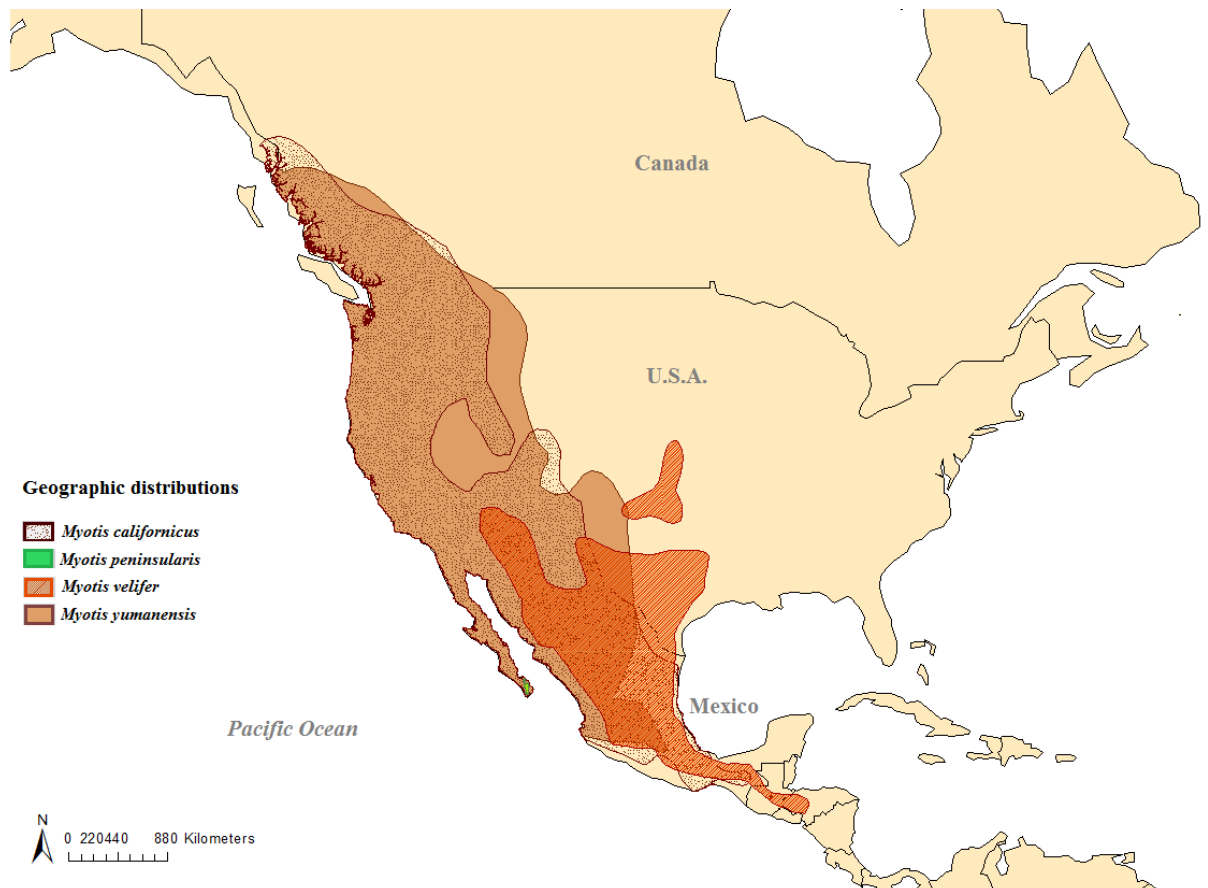 Canada
U.S.A.
Geographic distributions
Myotis californicus
Myotis peninsularis
Myotis velifer
Myotis yumanensis
Mexico
Pacific Ocean
N
0 220440 880 Kilometers